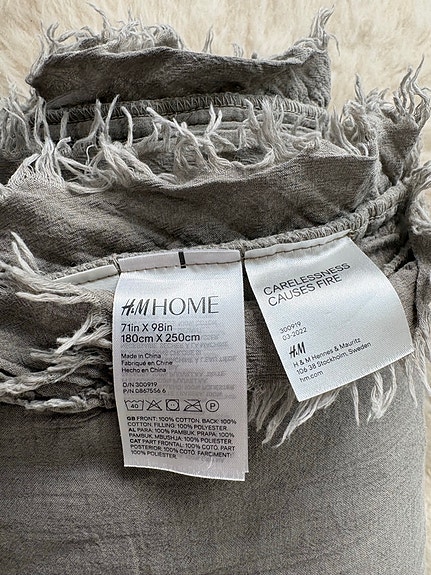 H&M HOME
71in X 98in
180cm X 250cm
Made in China
Fabriqué en Chine
Hecho en China
D/N 300919
P/N 0867556 6
40 P
GB FRONT: 100% COTTON, BACK: 100%
COTTON, FILLING: 100% POLYESTER
AL PARA: 100% PAMBUK, PRAPA: 100%
PAMBUK, MBUSHJA: 100% POLIESTER
CAT PART FRONTAL: 100% COTÓ, PART
POSTERIOR: 100% COTÓ, FARCIMENT:
100% POLIÈSTER
CARELESSNESS
CAUSES FIRE
300919
03-2022
H&M
H & M Hennes & Mauritz
106 38 Stockholm, Sweden
hm.com